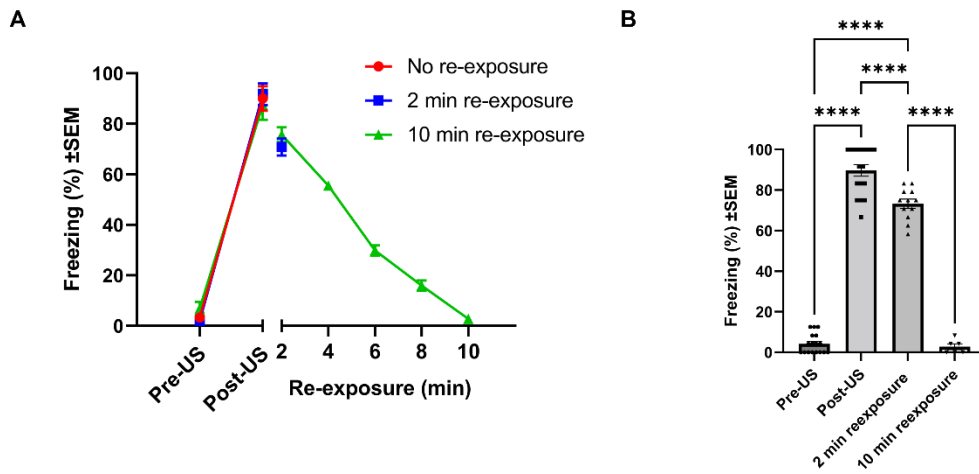 A
No re-exposure
2 min re-exposure
10 min re-exposure
Freezing (%) ±SEM
100
80
60
40
20
0
Pre-US
Post-US
2
4
6
8
10
Re-exposure (min)
B
****
****
****
****
Freezing (%) ±SEM
100
80
60
40
20
0
Pre-US
Post-US
2 min reexposure
10 min reexposure